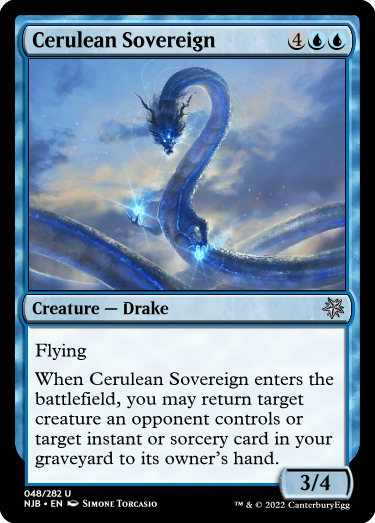 Cerulean Sovereign 4
Creature — Drake
Flying
When Cerulean Sovereign enters the
battlefield, you may return target
creature an opponent controls or
target instant or sorcery card in your
graveyard to its owner's hand.
3/4
048/282 U
NJB • EN Simone Torcasio ™ & © 2022 CanterburyEgg